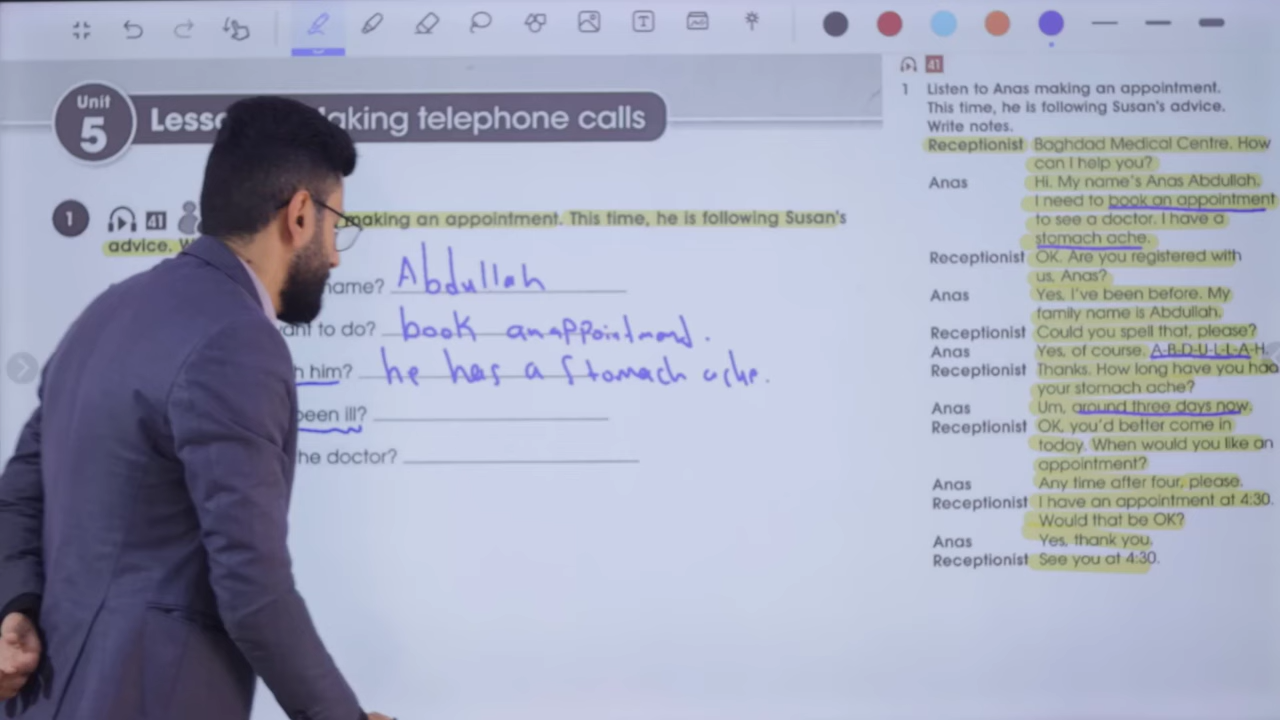 41
Unit
5
Less aking telephone calls
1 Listen to Anas making an appointment.
This time, he is following Susan's advice.
Write notes.
Receptionist Baghdad Medical Centre. How
can I help you?
Anas Hi. My name's Anas Abdullah.
I need to book an appointment
to see a doctor. I have a
stomach ache.
Receptionist OK. Are you registered with
us, Anas?
Anas Yes, I've been before. My
family name is Abdullah.
Receptionist Could you spell that, please?
Anas Yes, of course. A-B-D-U-L-L-A-H.
Receptionist Thanks. How long have you had
your stomach ache?
Anas Um, around three days now.
Receptionist OK, you'd better come in
today. When would you like an
appointment?
Anas Any time after four, please.
Receptionist I have an appointment at 4:30.
Would that be OK?
Anas Yes, thank you.
Receptionist See you at 4:30.
1 41 making an appointment. This time, he is following Susan's
advice. W
name? Abdullah
ant to do? book an appointment.
h him? he has a stomach ache.
been ill?
he doctor?